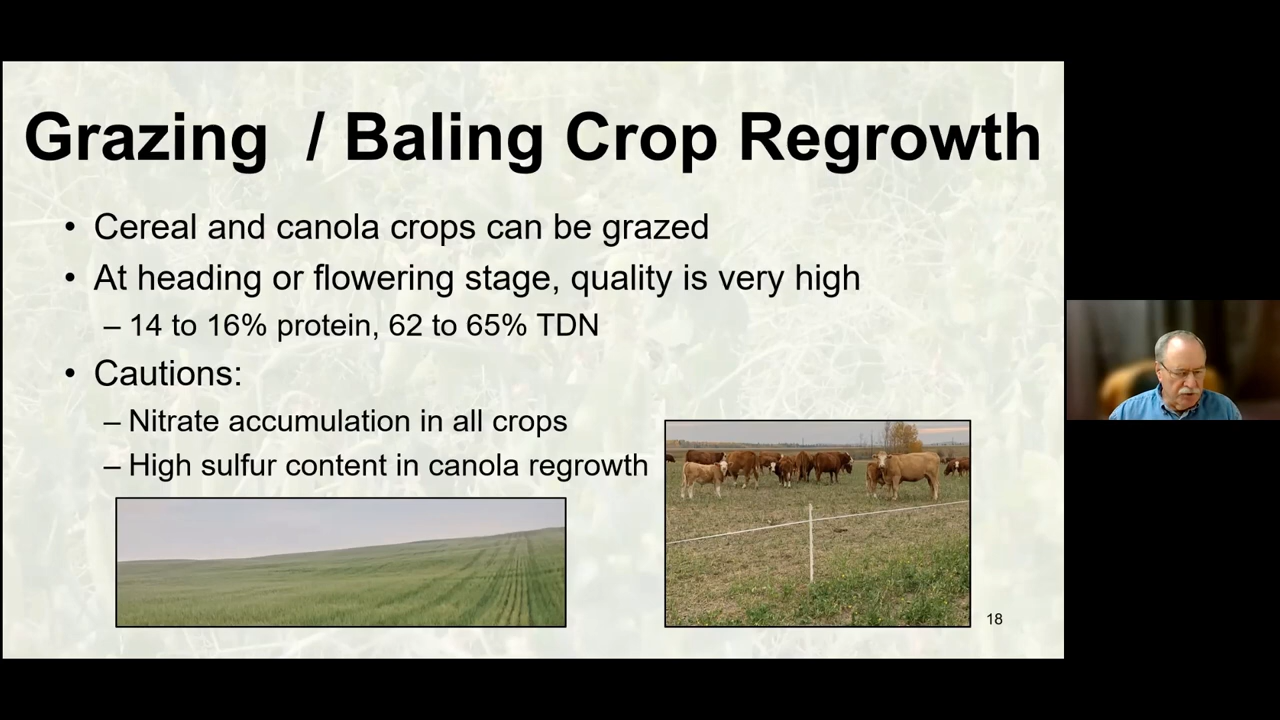 Grazing / Baling Crop Regrowth
• Cereal and canola crops can be grazed
• At heading or flowering stage, quality is very high
– 14 to 16% protein, 62 to 65% TDN
• Cautions:
– Nitrate accumulation in all crops
– High sulfur content in canola regrowth
18